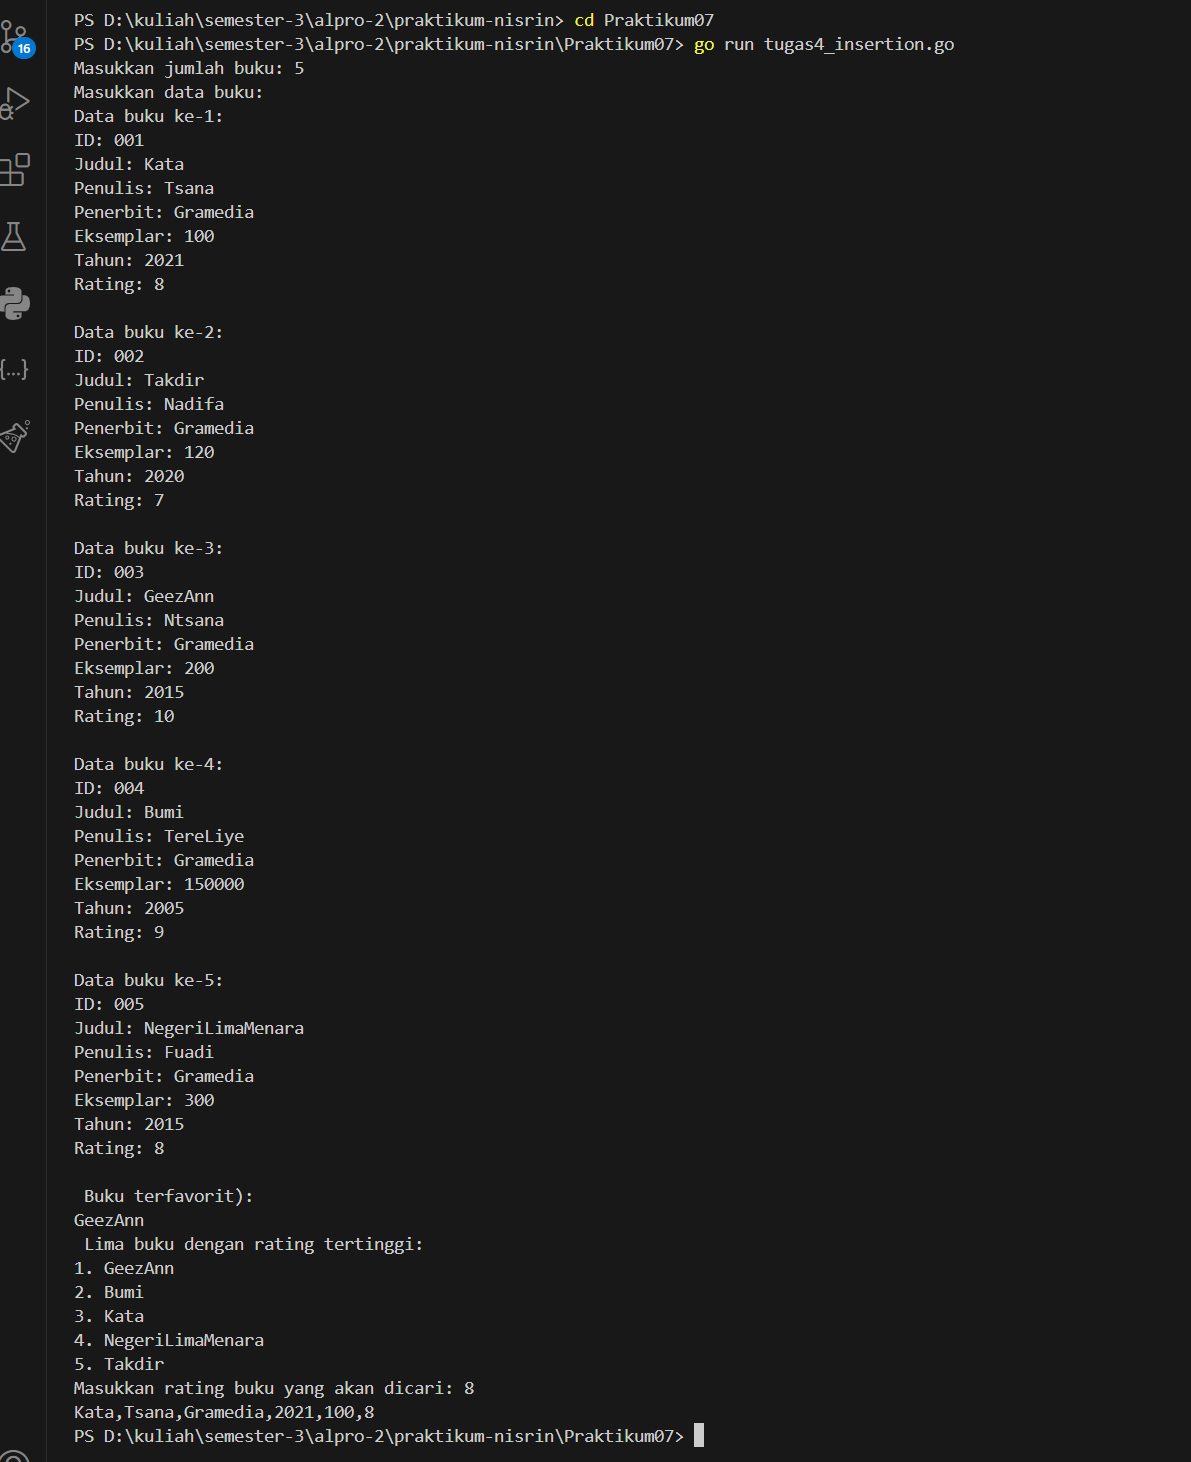 PS D:\kuliah\semester-3\alpro-2\praktikum-nisrin> cd Praktikum07
PS D:\kuliah\semester-3\alpro-2\praktikum-nisrin\Praktikum07> go run tugas4_insertion.go
Masukkan jumlah buku: 5
Masukkan data buku:
Data buku ke-1:
ID: 001
Judul: Kata
Penulis: Tsana
Penerbit: Gramedia
Eksemplar: 100
Tahun: 2021
Rating: 8
Data buku ke-2:
ID: 002
Judul: Takdir
Penulis: Nadifa
Penerbit: Gramedia
Eksemplar: 120
Tahun: 2020
Rating: 7
Data buku ke-3:
ID: 003
Judul: GeezAnn
Penulis: Ntsana
Penerbit: Gramedia
Eksemplar: 200
Tahun: 2015
Rating: 10
Data buku ke-4:
ID: 004
Judul: Bumi
Penulis: TereLiye
Penerbit: Gramedia
Eksemplar: 150000
Tahun: 2005
Rating: 9
Data buku ke-5:
ID: 005
Judul: NegeriLimaMenara
Penulis: Fuadi
Penerbit: Gramedia
Eksemplar: 300
Tahun: 2015
Rating: 8
Buku terfavorit):
GeezAnn
Lima buku dengan rating tertinggi:
1. GeezAnn
2. Bumi
3. Kata
4. NegeriLimaMenara
5. Takdir
Masukkan rating buku yang akan dicari: 8
Kata,Tsana,Gramedia,2021,100,8
PS D:\kuliah\semester-3\alpro-2\praktikum-nisrin\Praktikum07>
16
{...}